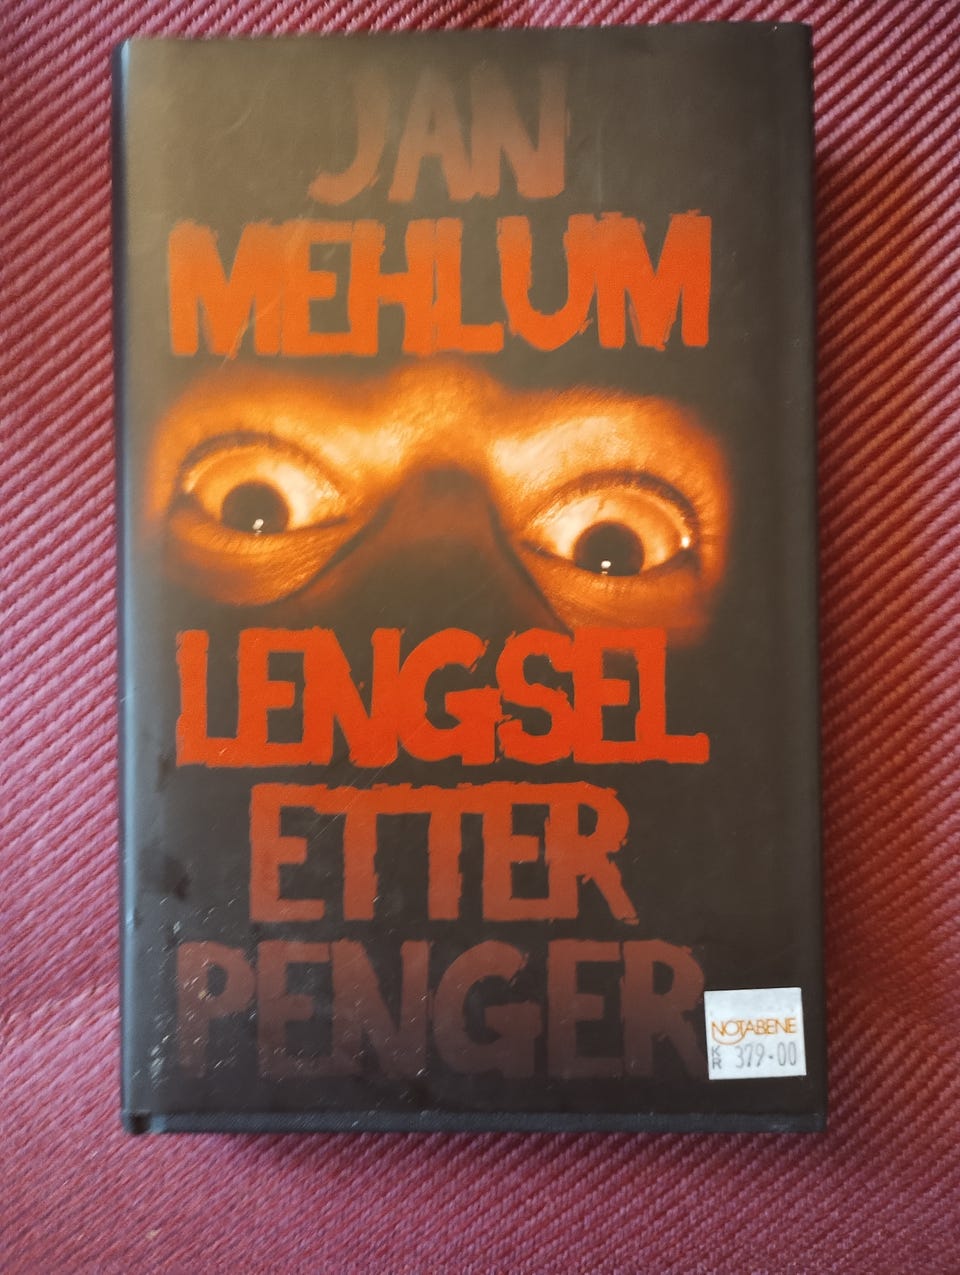 JAN
MEHLUM
LENGSEL
ETTER
PENGER
NOTABENE
KR 379.00